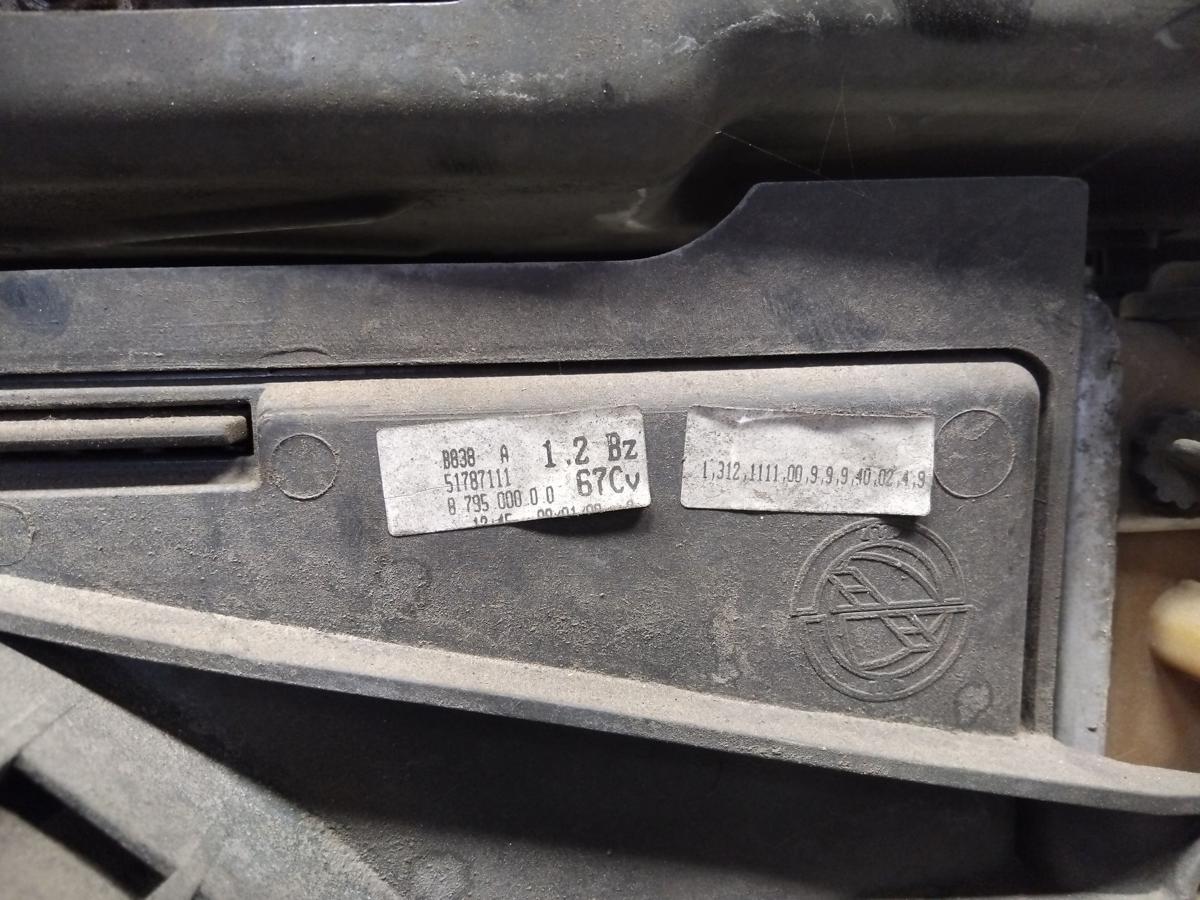 B838 A
1.2 Bz
51787111
8 795 000.0.0
67Cv
1,312,1111,00,9,9,9,40,02,4,9